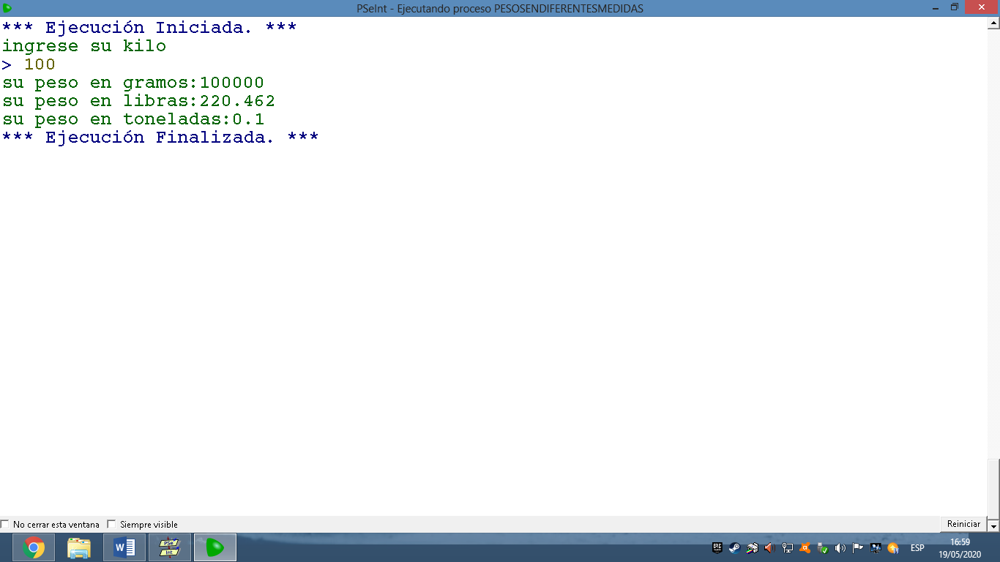 PSeInt - Ejecutando proceso PESOSENDIFERENTESMEDIDAS
*** Ejecución Iniciada. ***
ingrese su kilo
> 100
su peso en gramos:100000
su peso en libras:220.462
su peso en toneladas:0.1
*** Ejecución Finalizada. ***
No cerrar esta ventana Siempre visible Reiniciar
PSe
Int
ESP
16:59
19/05/2020